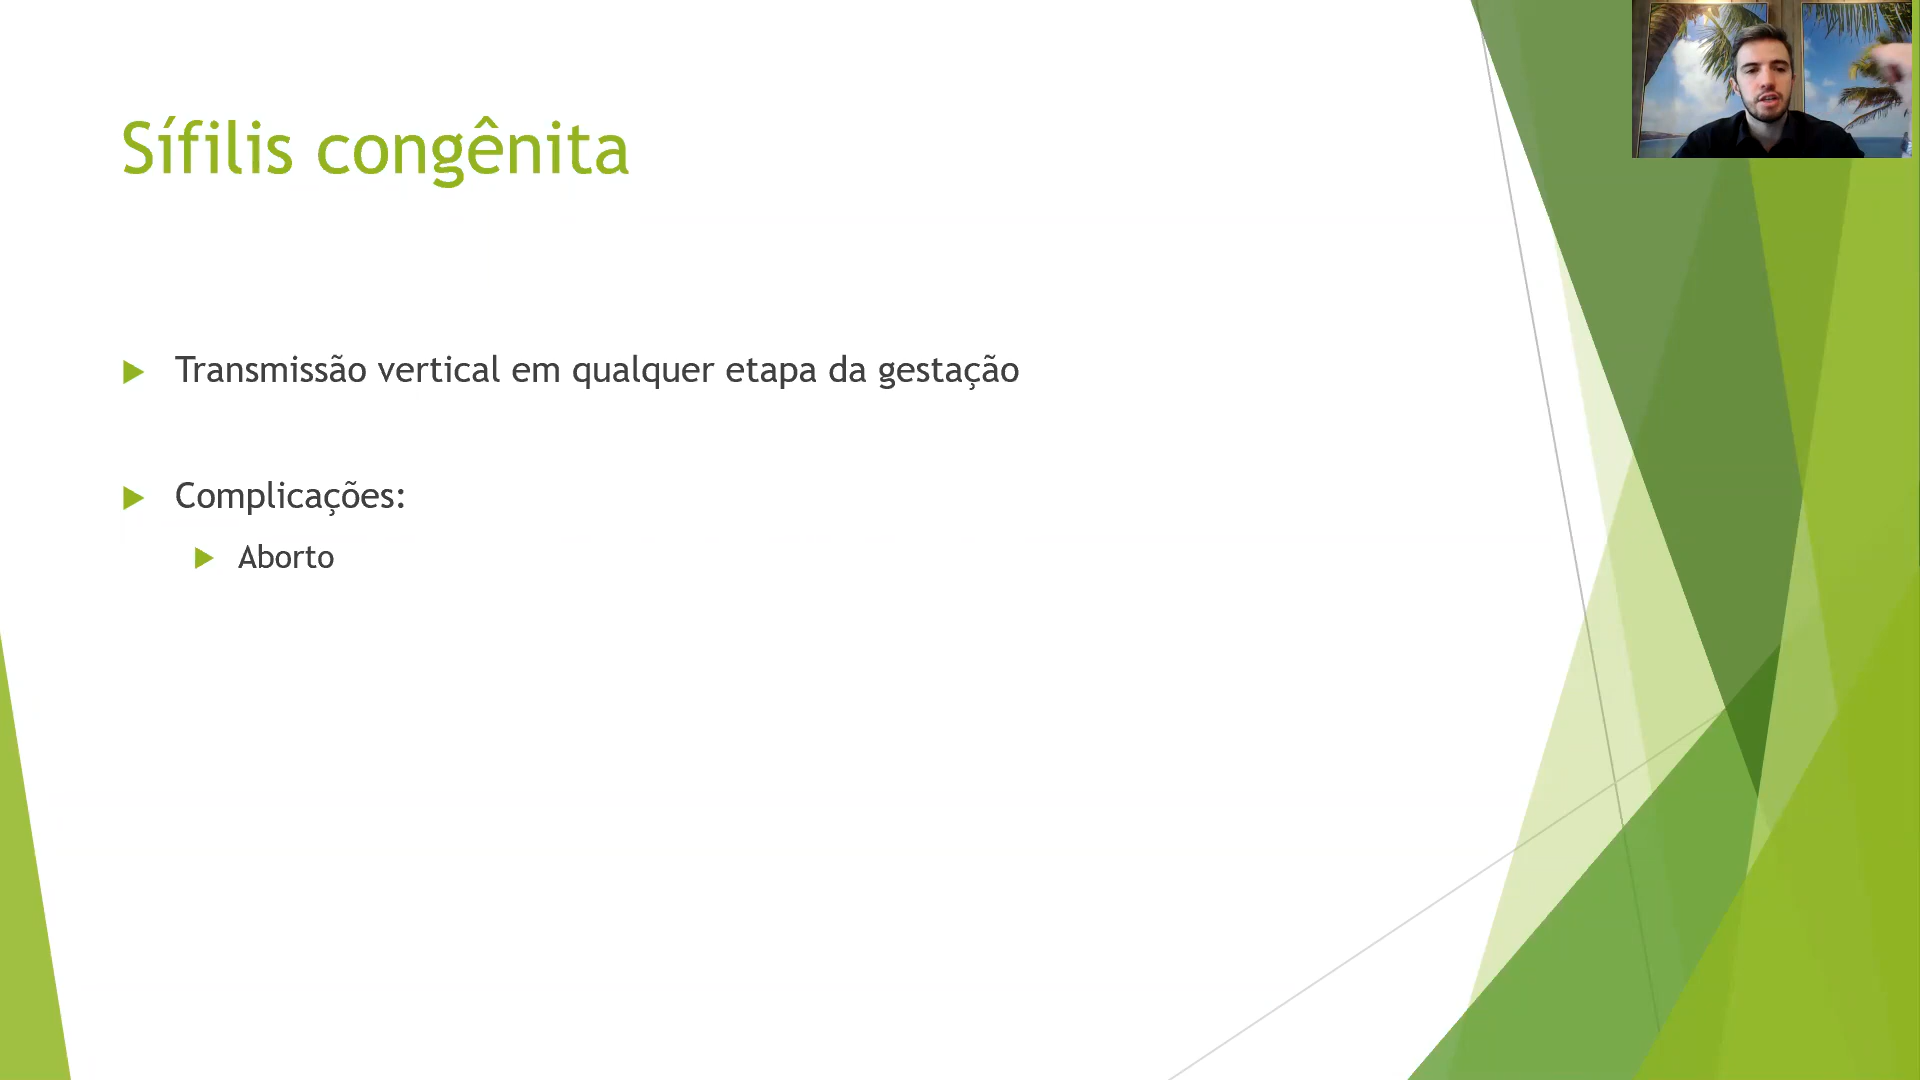 Sífilis congênita
Transmissão vertical em qualquer etapa da gestação
Complicações:
Aborto